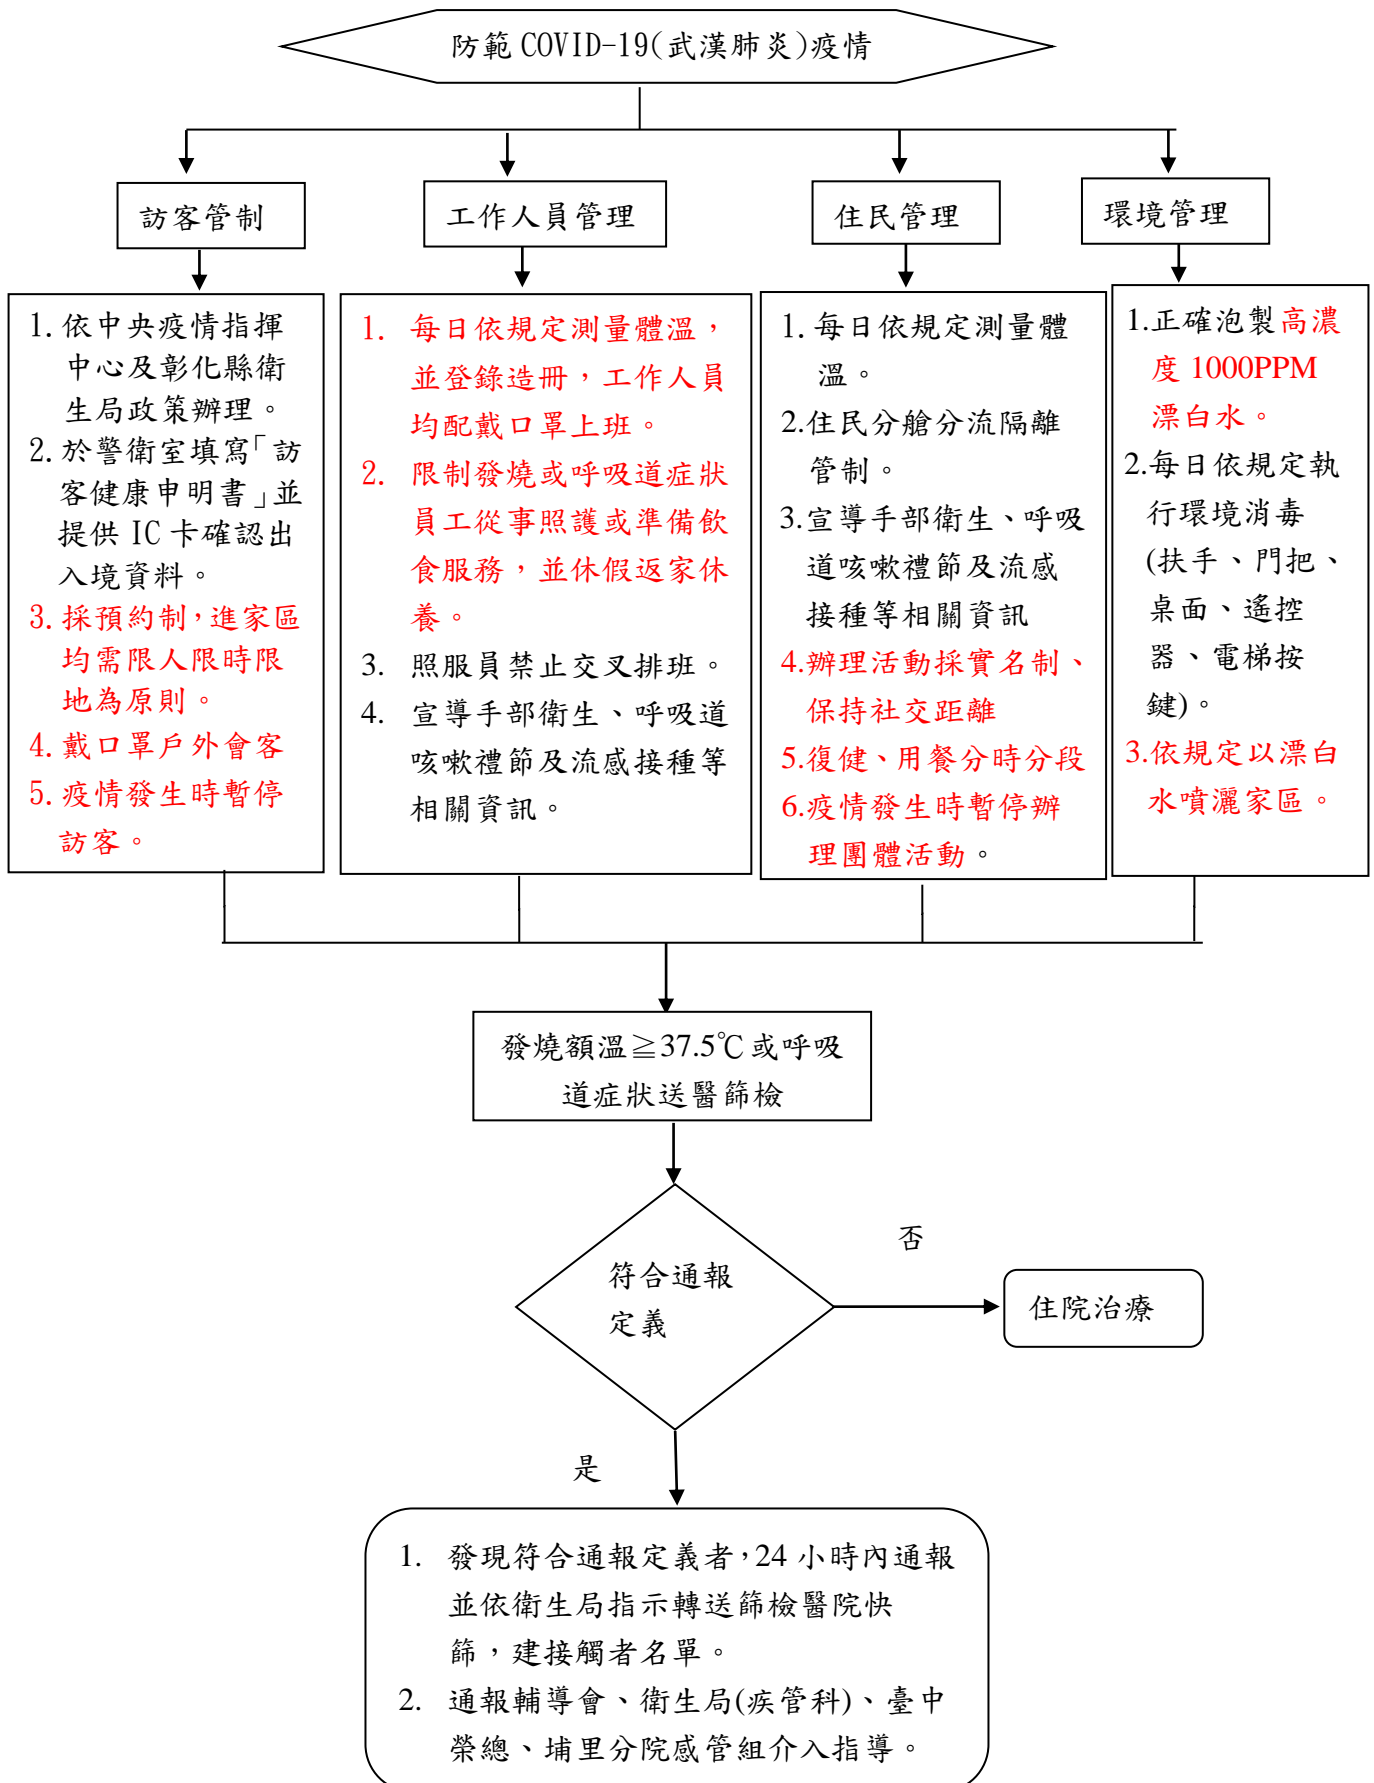 防範 COVID-19(武漢肺炎)疫情
訪客管制
工作人員管理
住民管理
環境管理
1. 依中央疫情指揮
中心及彰化縣衛
生局政策辦理。
2. 於警衛室填寫「訪
客健康申明書」並
提供 IC 卡確認出
入境資料。
3. 採預約制,進家區
均需限人限時限
地為原則。
4. 戴口罩戶外會客
5. 疫情發生時暫停
訪客。
1. 每日依規定測量體溫,
並登錄造冊,工作人員
均配戴口罩上班。
2. 限制發燒或呼吸道症狀
員工從事照護或準備飲
食服務,並休假返家休
養。
3. 照服員禁止交叉排班。
4. 宣導手部衛生、呼吸道
咳嗽禮節及流感接種等
相關資訊。
1. 每日依規定測量體
溫。
2.住民分艙分流隔離
管制。
3.宣導手部衛生、呼吸
道咳嗽禮節及流感
接種等相關資訊
4.辦理活動採實名制、
保持社交距離
5.復健、用餐分時分段
6.疫情發生時暫停辦
理團體活動。
1.正確泡製高濃
度 1000PPM
漂白水。
2.每日依規定執
行環境消毒
(扶手、門把、
桌面、遙控
器、電梯按
鍵)。
3.依規定以漂白
水噴灑家區。
發燒額溫≧37.5℃或呼吸
道症狀送醫篩檢
符合通報
定義
否
住院治療
是
1. 發現符合通報定義者,24 小時內通報
並依衛生局指示轉送篩檢醫院快
篩,建接觸者名單。
2. 通報輔導會、衛生局(疾管科)、臺中
榮總、埔里分院感管組介入指導。